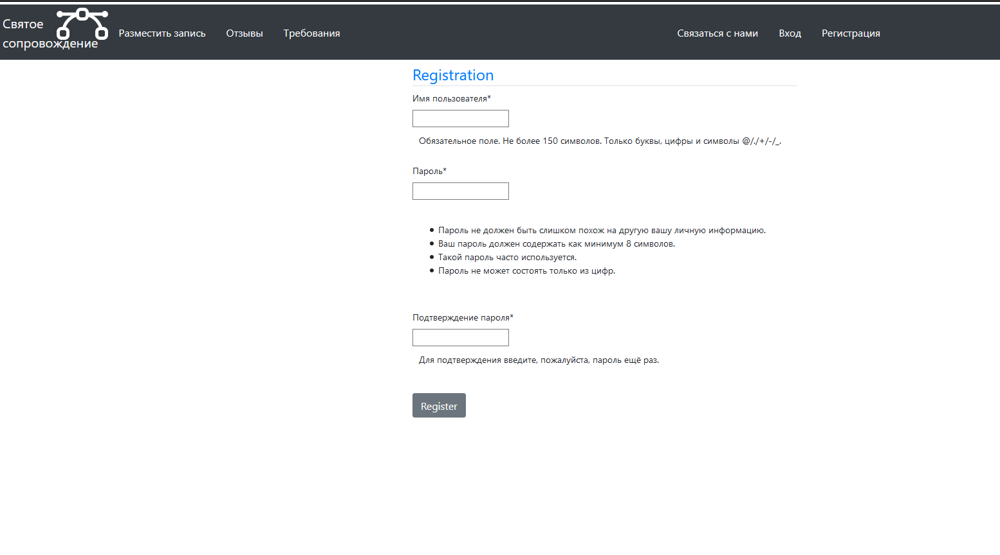 Святое
сопровождение
Разместить запись
Отзывы
Требования
Связаться с нами
Вход
Регистрация
Registration
Имя пользователя*
Обязательное поле. Не более 150 символов. Только буквы, цифры и символы @/./+/-/_.
Пароль*
Пароль не должен быть слишком похож на другую вашу личную информацию.
Ваш пароль должен содержать как минимум 8 символов.
Такой пароль часто используется.
Пароль не может состоять только из цифр.
Подтверждение пароля*
Для подтверждения введите, пожалуйста, пароль ещё раз.
Register